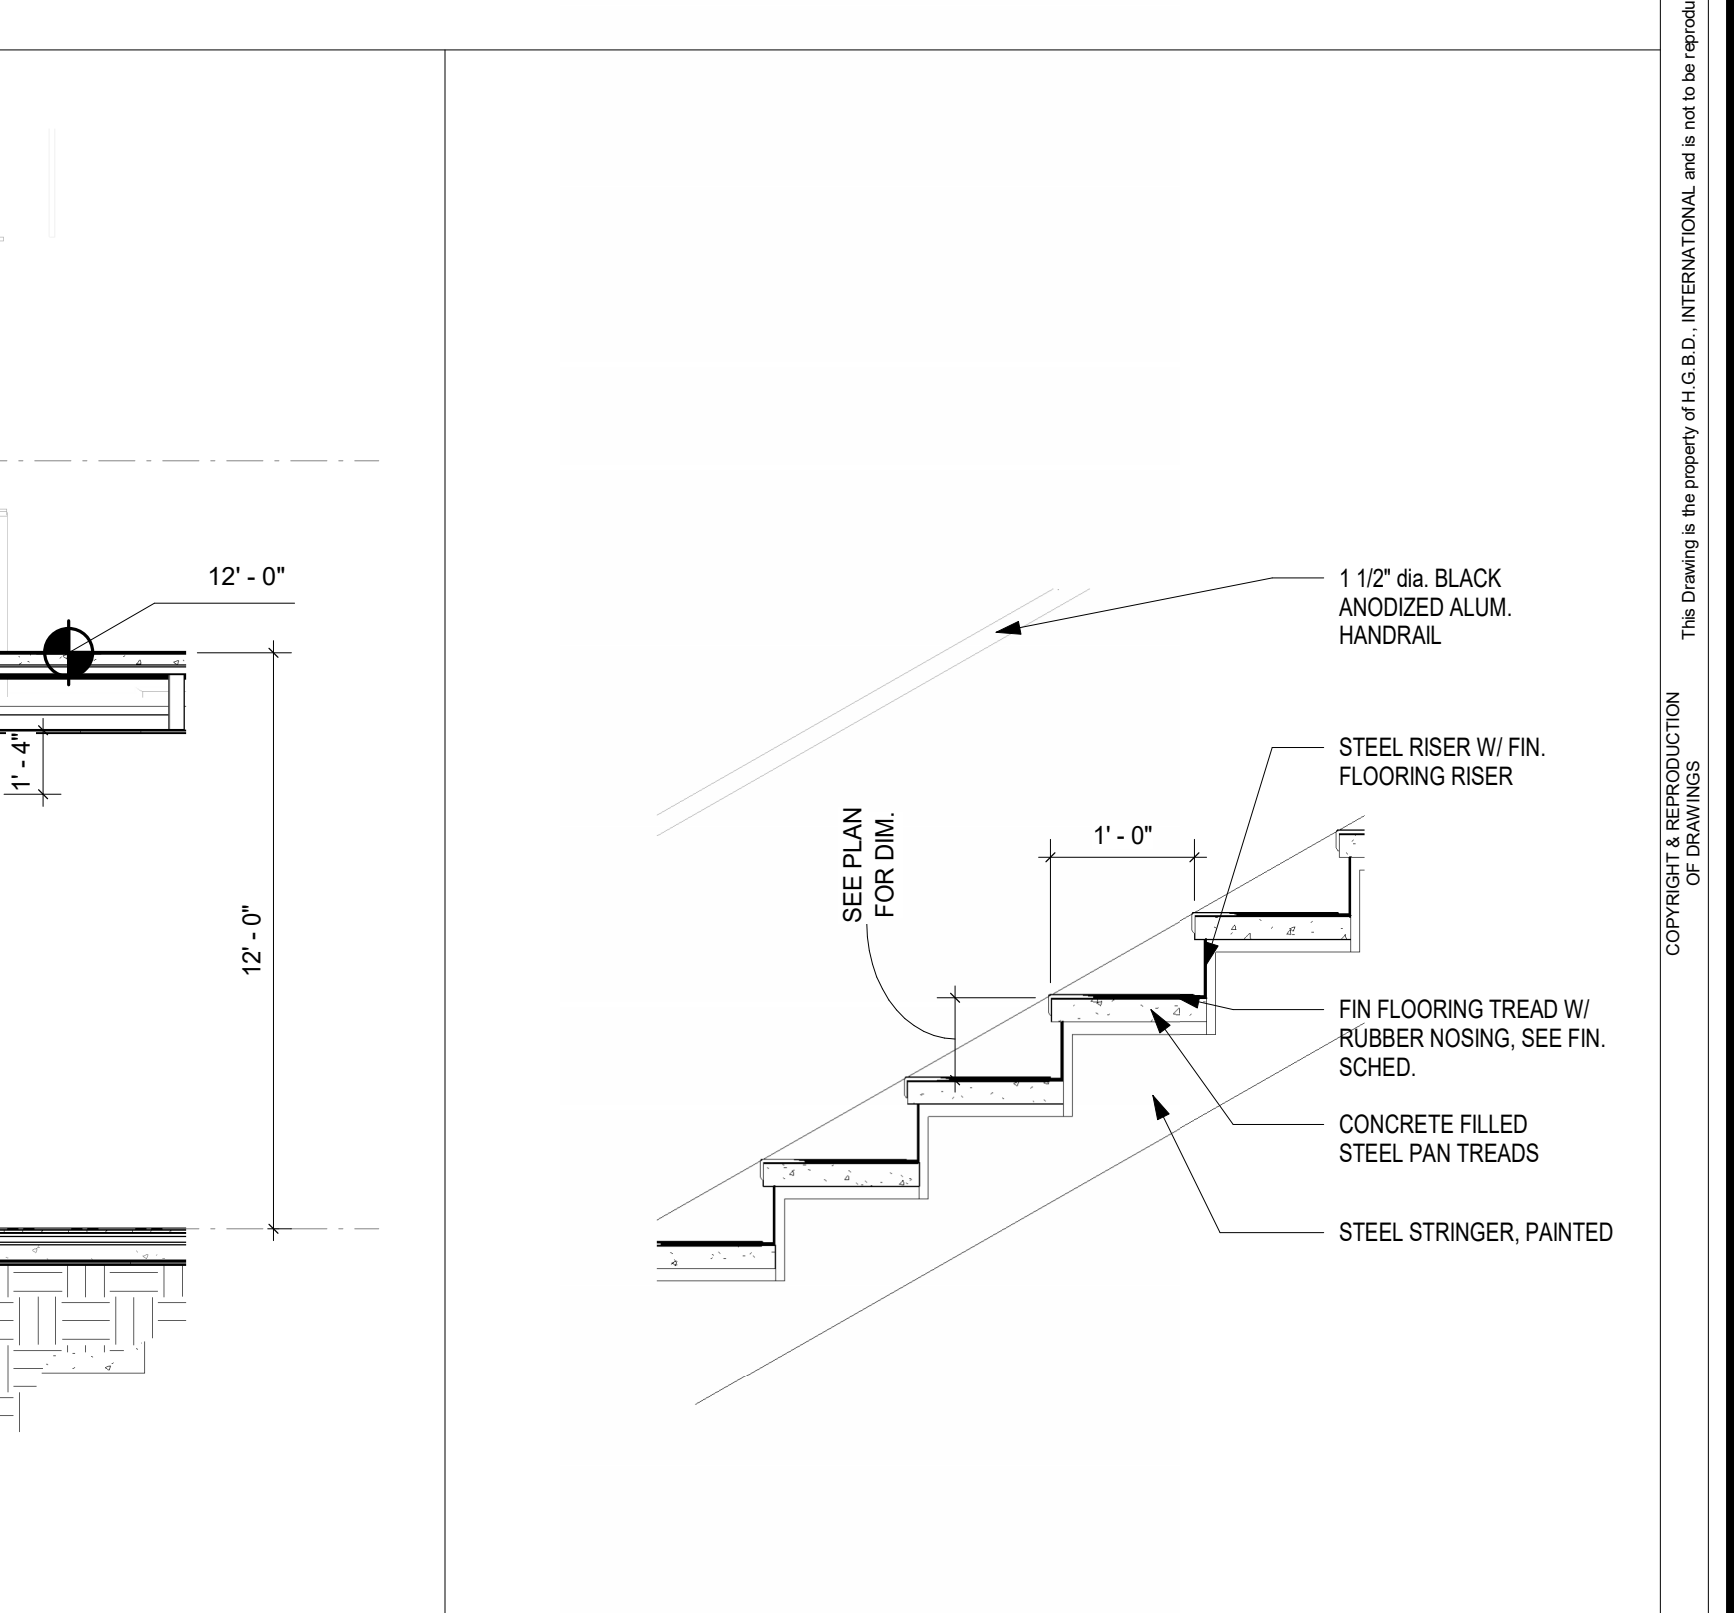 12' - 0"
1' - 4"
12' - 0"
1 1/2" dia. BLACK
ANODIZED ALUM.
HANDRAIL
STEEL RISER W/ FIN.
FLOORING RISER
SEE PLAN
FOR DIM.
1' - 0"
FIN FLOORING TREAD W/
RUBBER NOSING, SEE FIN.
SCHED.
CONCRETE FILLED
STEEL PAN TREADS
STEEL STRINGER, PAINTED
This Drawing is the property of H.G.B.D., INTERNATIONAL and is not to be reprodu
COPYRIGHT & REPRODUCTION
OF DRAWINGS